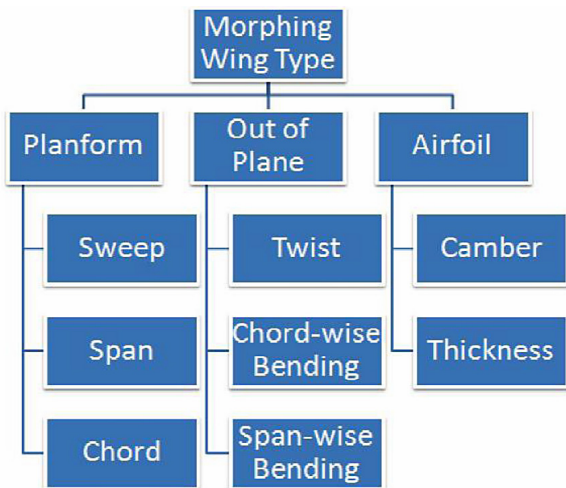 Morphing
Wing Type
Planform
Out of
Plane
Airfoil
Sweep
Twist
Camber
Span
Chord-wise
Bending
Thickness
Chord
Span-wise
Bending